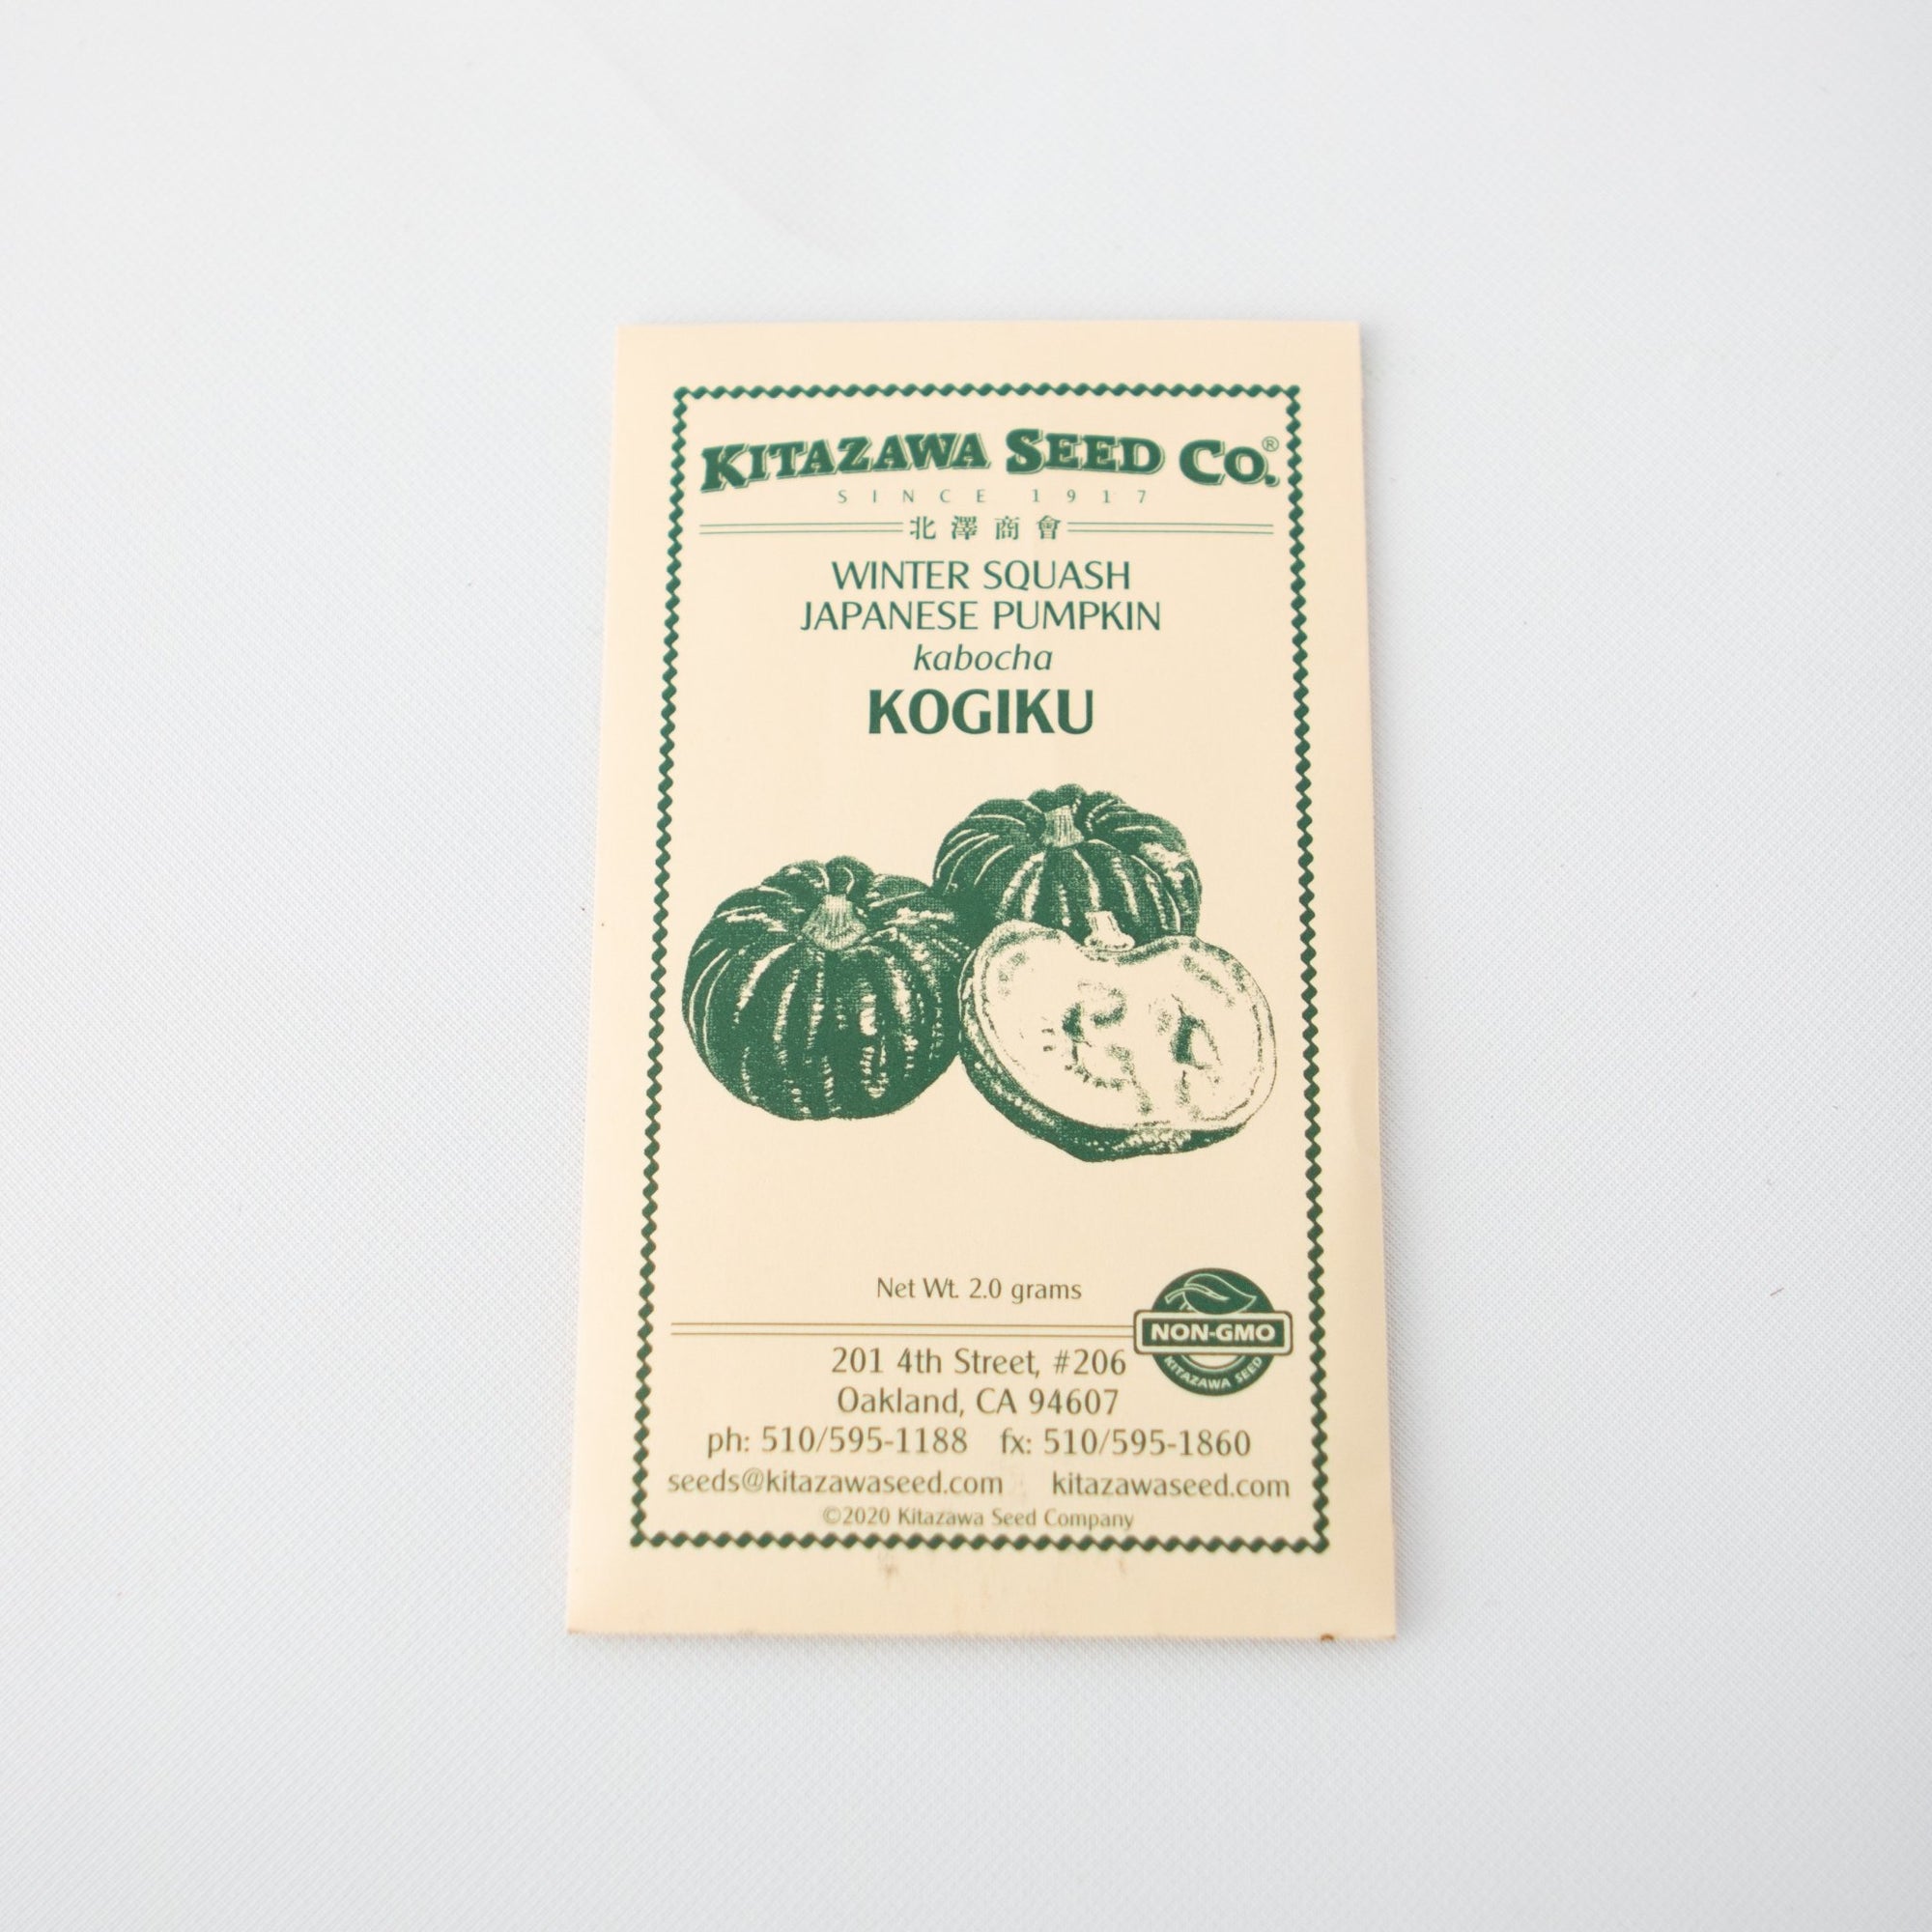 KITAZAWA SEED CO.®
SINCE 1917
北澤商會
WINTER SQUASH
JAPANESE PUMPKIN
kabocha
KOGIKU
Net Wt. 2.0 grams
NON-GMO
KITAZAWA SEED
201 4th Street, #206
Oakland, CA 94607
ph: 510/595-1188 fx: 510/595-1860
seeds@kitazawaseed.com kitazawaseed.com
©2020 Kitazawa Seed Company